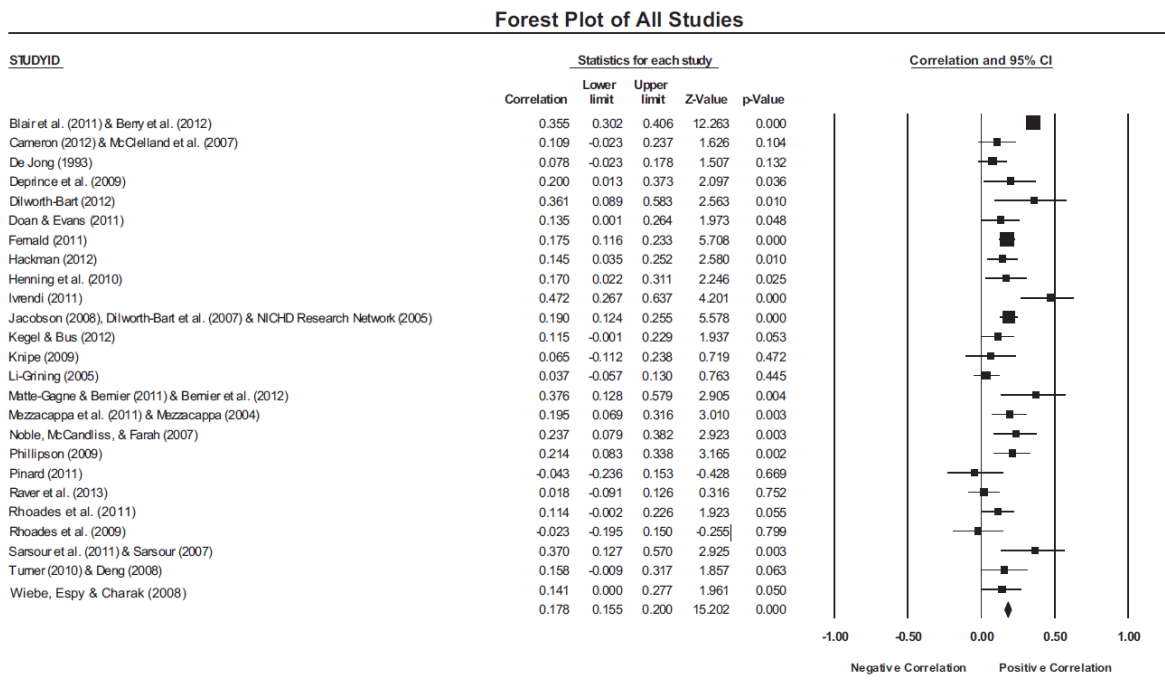 Forest Plot of All Studies
STUDYID Statistics for each study Correlation and 95% CI
Correlation Lower limit Upper limit Z-Value p-Value
Blair et al. (2011) & Berry et al. (2012) 0.355 0.302 0.406 12.263 0.000
Cameron (2012) & McClelland et al. (2007) 0.109 -0.023 0.237 1.626 0.104
De Jong (1993) 0.078 -0.023 0.178 1.507 0.132
Deprince et al. (2009) 0.200 0.013 0.373 2.097 0.036
Dilworth-Bart (2012) 0.361 0.089 0.583 2.563 0.010
Doan & Evans (2011) 0.135 0.001 0.264 1.973 0.048
Fernald (2011) 0.175 0.116 0.233 5.708 0.000
Hackman (2012) 0.145 0.035 0.252 2.580 0.010
Henning et al. (2010) 0.170 0.022 0.311 2.246 0.025
Ivrendi (2011) 0.472 0.267 0.637 4.201 0.000
Jacobson (2008), Dilworth-Bart et al. (2007) & NICHD Research Network (2005) 0.190 0.124 0.255 5.578 0.000
Kegel & Bus (2012) 0.115 -0.001 0.229 1.937 0.053
Knipe (2009) 0.065 -0.112 0.238 0.719 0.472
Li-Grining (2005) 0.037 -0.057 0.130 0.763 0.445
Matte-Gagne & Bernier (2011) & Bernier et al. (2012) 0.376 0.128 0.579 2.905 0.004
Mezzacappa et al. (2011) & Mezzacappa (2004) 0.195 0.069 0.316 3.010 0.003
Noble, McCandliss, & Farah (2007) 0.237 0.079 0.382 2.923 0.003
Phillipson (2009) 0.214 0.083 0.338 3.165 0.002
Pinard (2011) -0.043 -0.236 0.153 -0.428 0.669
Raver et al. (2013) 0.018 -0.091 0.126 0.316 0.752
Rhoades et al. (2011) 0.114 -0.002 0.226 1.923 0.055
Rhoades et al. (2009) -0.023 -0.195 0.150 -0.255 0.799
Sarsour et al. (2011) & Sarsour (2007) 0.370 0.127 0.570 2.925 0.003
Turner (2010) & Deng (2008) 0.158 -0.009 0.317 1.857 0.063
Wiebe, Espy & Charak (2008) 0.141 0.000 0.277 1.961 0.050
0.178 0.155 0.200 15.202 0.000
-1.00 -0.50 0.00 0.50 1.00
Negative Correlation Positive Correlation